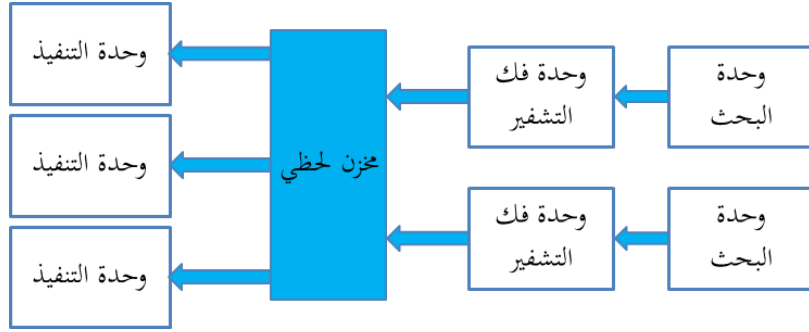 وحدة
البحث
وحدة فك
التشفير
مخزن لحظي
وحدة التنفيذ
وحدة التنفيذ
وحدة التنفيذ
وحدة
البحث
وحدة فك
التشفير